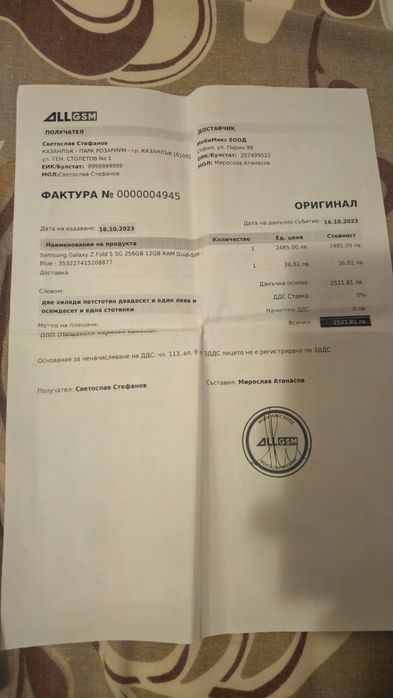 ALLGSM
ПОЛУЧАТЕЛ
Светослав Стефанов
КАЗАНЛЪК - ПАРК РОЗАРИУМ - гр. КАЗАНЛЪК [6100]
ул. ГЕН. СТОЛЕТОВ No 1
ЕИК/Булстат: 9999999999
МОЛ:Светослав Стефанов
ДОСТАВЧИК
МобиМикс ЕООД
София, ул. Пирин 98
ЕИК/Булстат: 207499522
МОЛ: Мирослав Атанасов
ФАКТУРА № 0000004945
ОРИГИНАЛ
Дата на издаване: 16.10.2023
Дата на данъчно събитие: 16.10.2023
Наименование на продукта Количество Ед. цена Стойност
Samsung Galaxy Z Fold 5 5G 256GB 12GB RAM Dual-SIM - 1 2485.00 лв. 2485.00 лв.
Blue - 353227415208877
Доставка 1 36.81 лв. 36.81 лв.
Словом:
две хиляди петстотин двадесет и един лева и
осемдесет и една стотинки
Данъчна основа: 2521.81 лв.
ДДС Ставка: 0%
Начислен ДДС: 0 лв.
Всичко: 2521.81 лв.
Метод на плащане:
Основание за неначисляване на ДДС: чл. 113, ал. 9 от ЗДДС лицето не е регистрирано по ЗДДС
Получател: Светослав Стефанов
Съставил: Мирослав Атанасов
ALLGSM